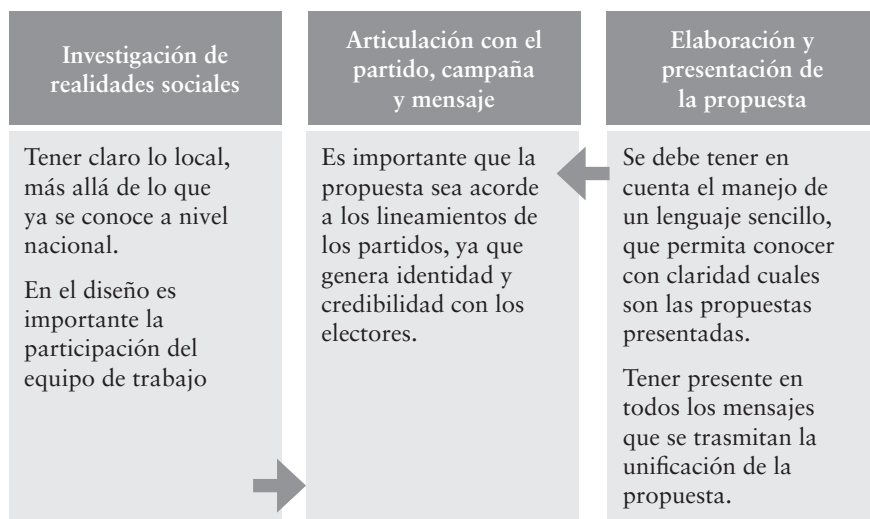 Investigación de
realidades sociales
Tener claro lo local,
más allá de lo que
ya se conoce a nivel
nacional.
En el diseño es
importante la
participación del
equipo de trabajo
Articulación con el
partido, campaña
y mensaje
Es importante que la
propuesta sea acorde
a los lineamientos de
los partidos, ya que
genera identidad y
credibilidad con los
electores.
Elaboración y
presentación de
la propuesta
Se debe tener en
cuenta el manejo de
un lenguaje sencillo,
que permita conocer
con claridad cuales
son las propuestas
presentadas.
Tener presente en
todos los mensajes
que se trasmitan la
unificación de la
propuesta.